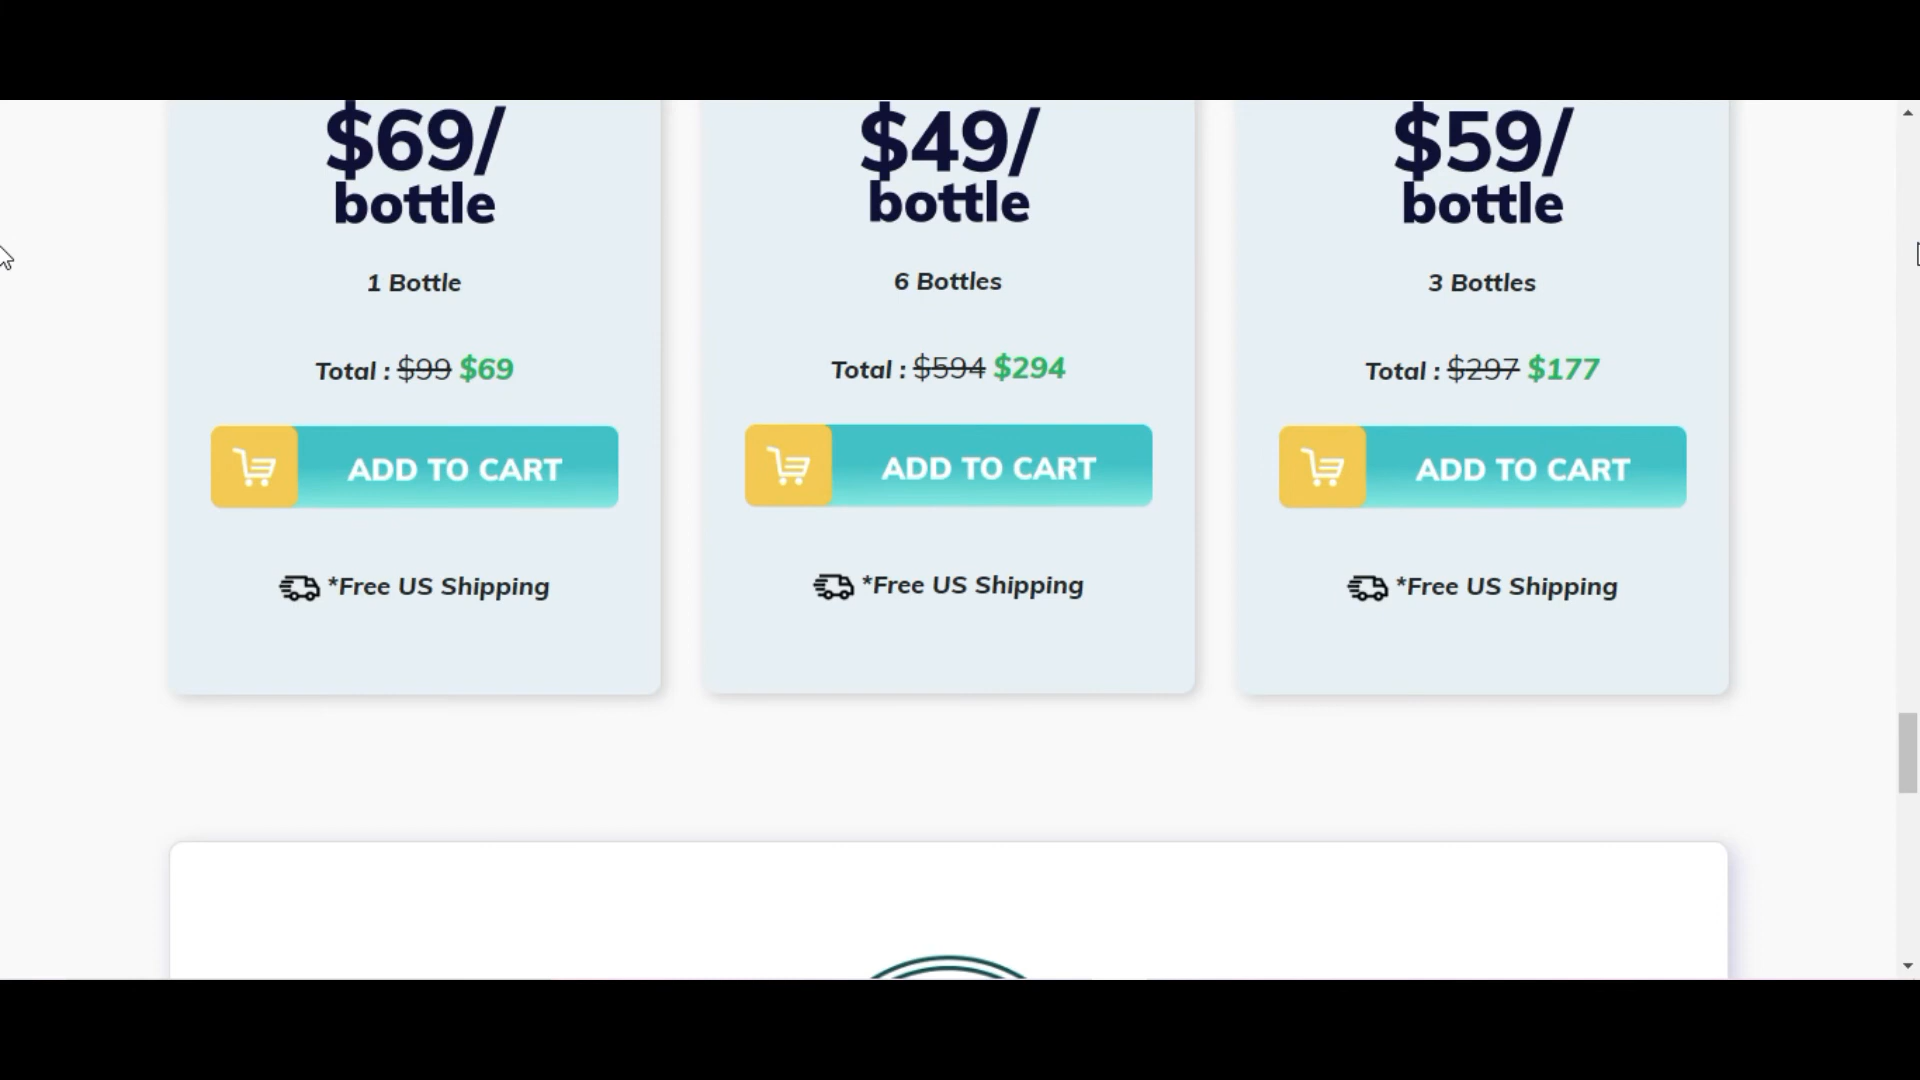 $69/
bottle
1 Bottle
Total : $99 $69
ADD TO CART
*Free US Shipping
$49/
bottle
6 Bottles
Total : $594 $294
ADD TO CART
*Free US Shipping
$59/
bottle
3 Bottles
Total : $297 $177
ADD TO CART
*Free US Shipping